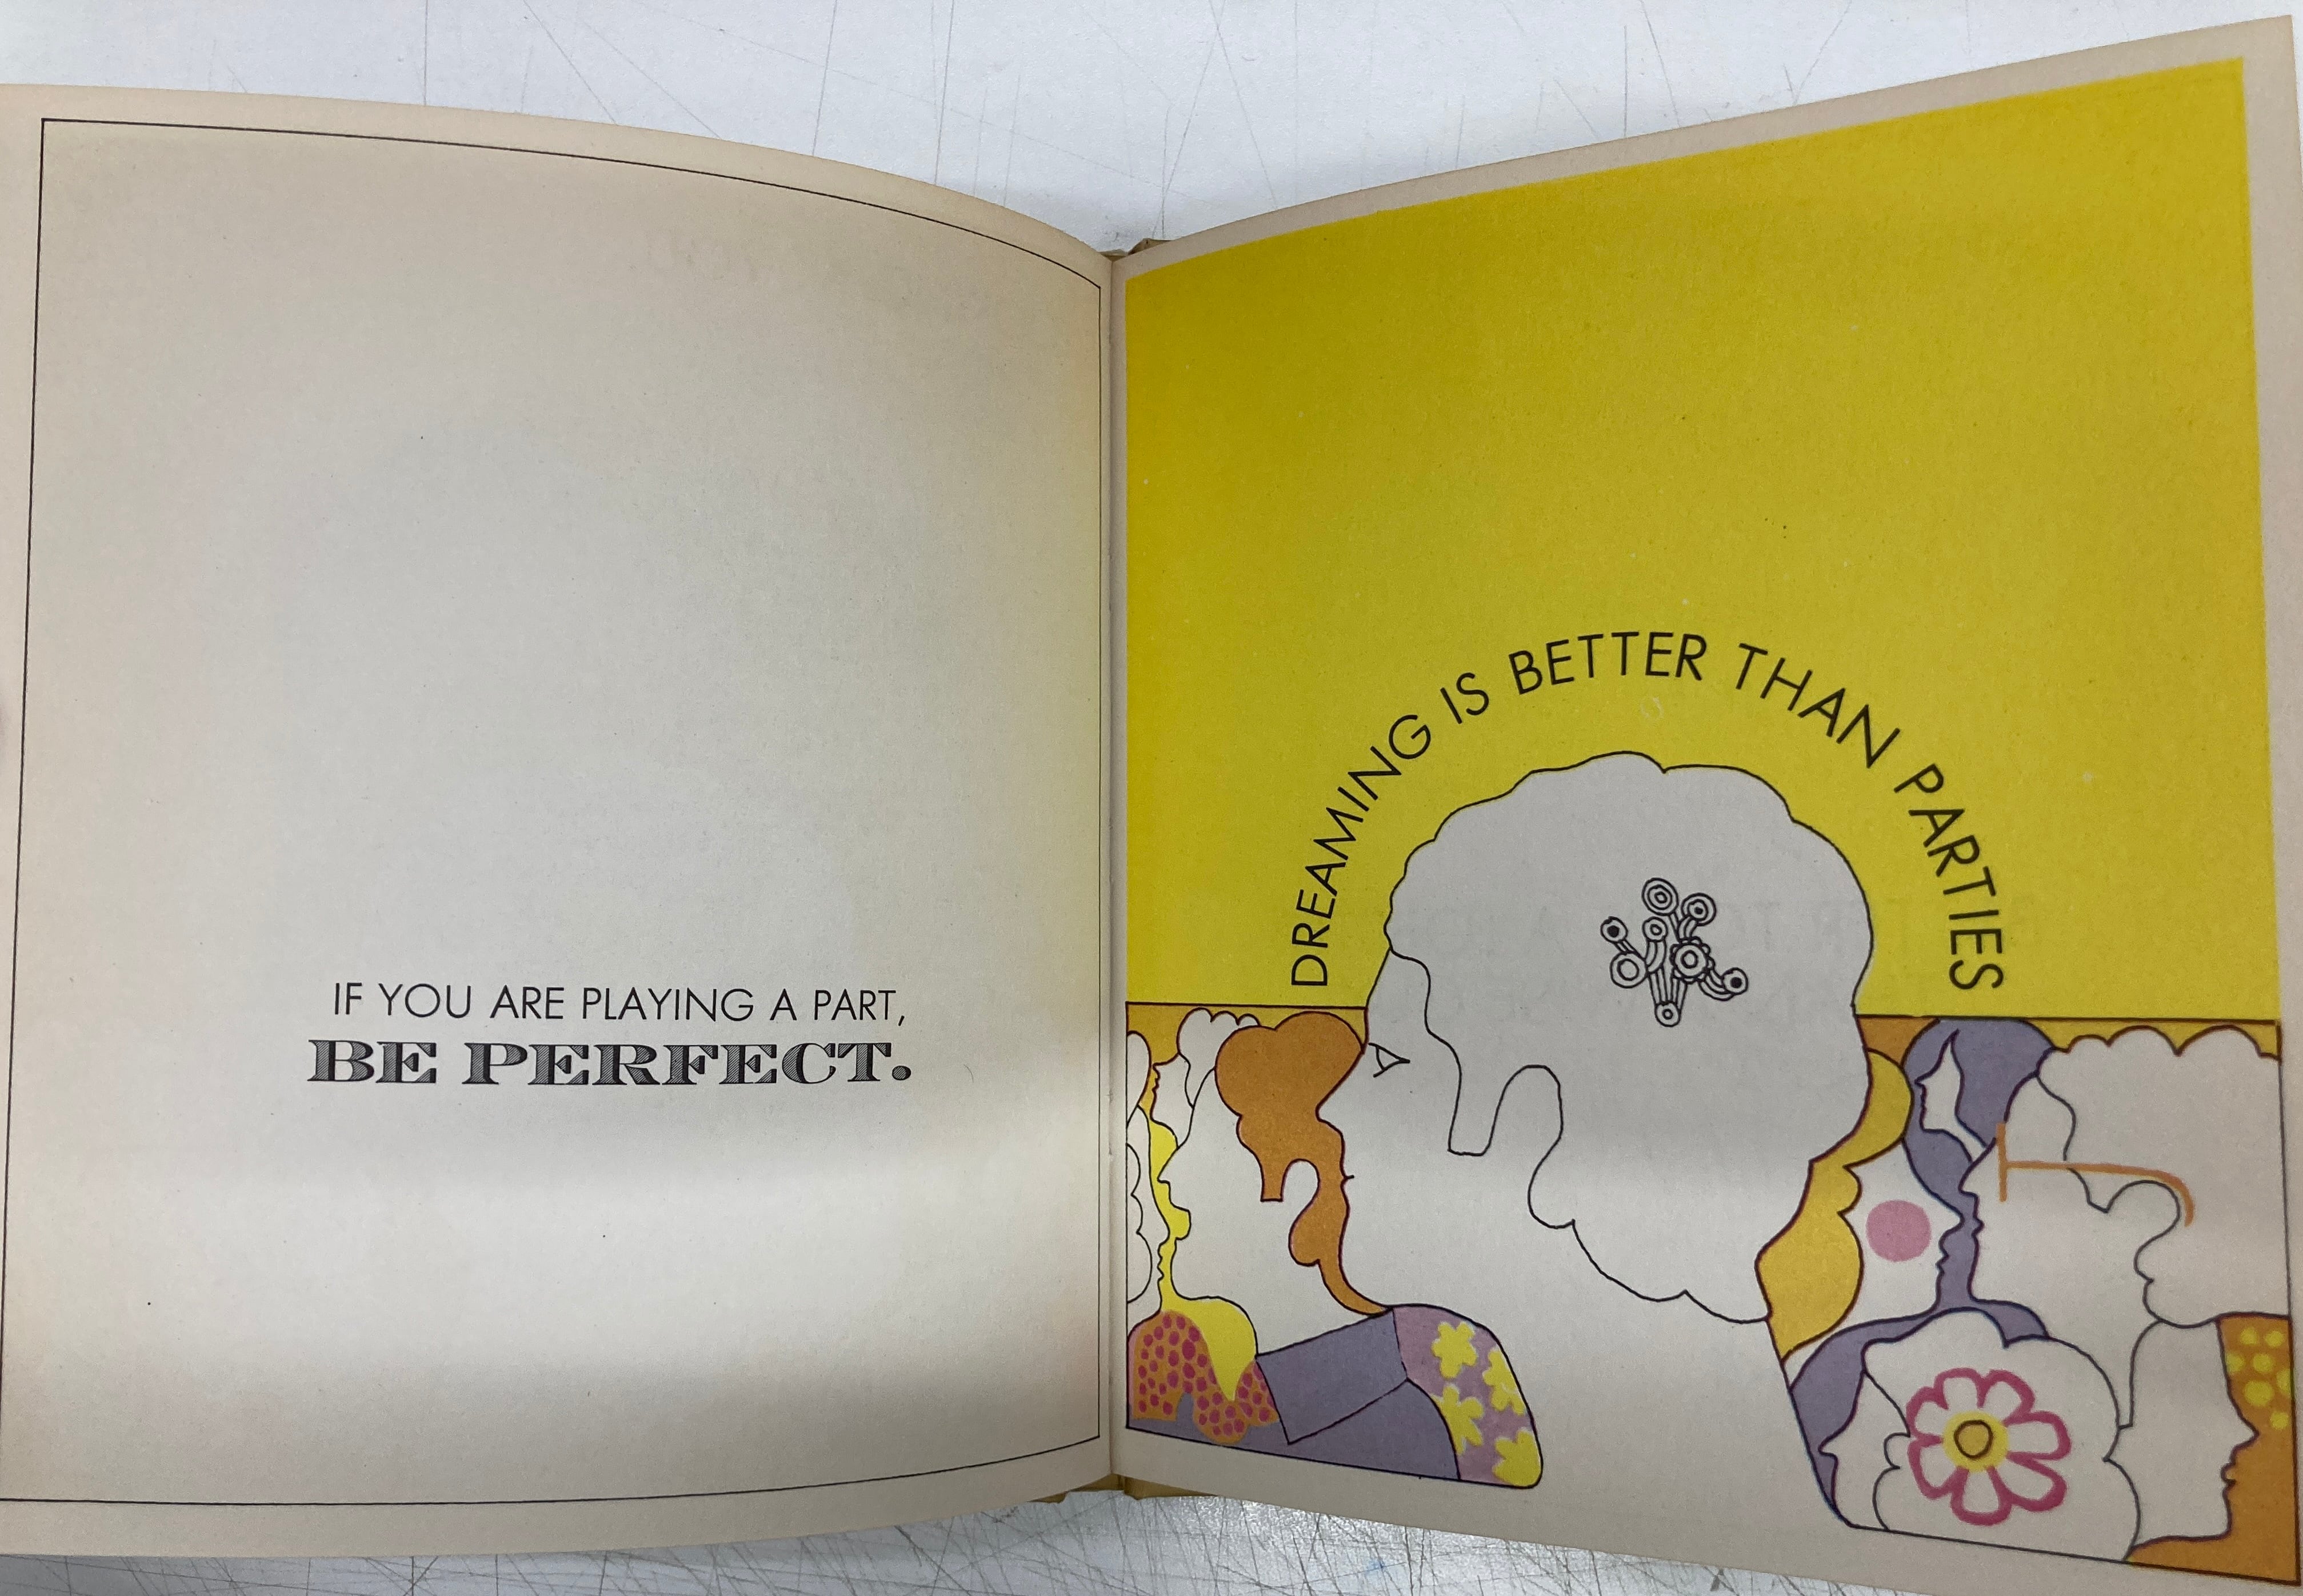 IF YOU ARE PLAYING A PART,
BE PERFECT.
DREAMING IS BETTER THAN PARTIES